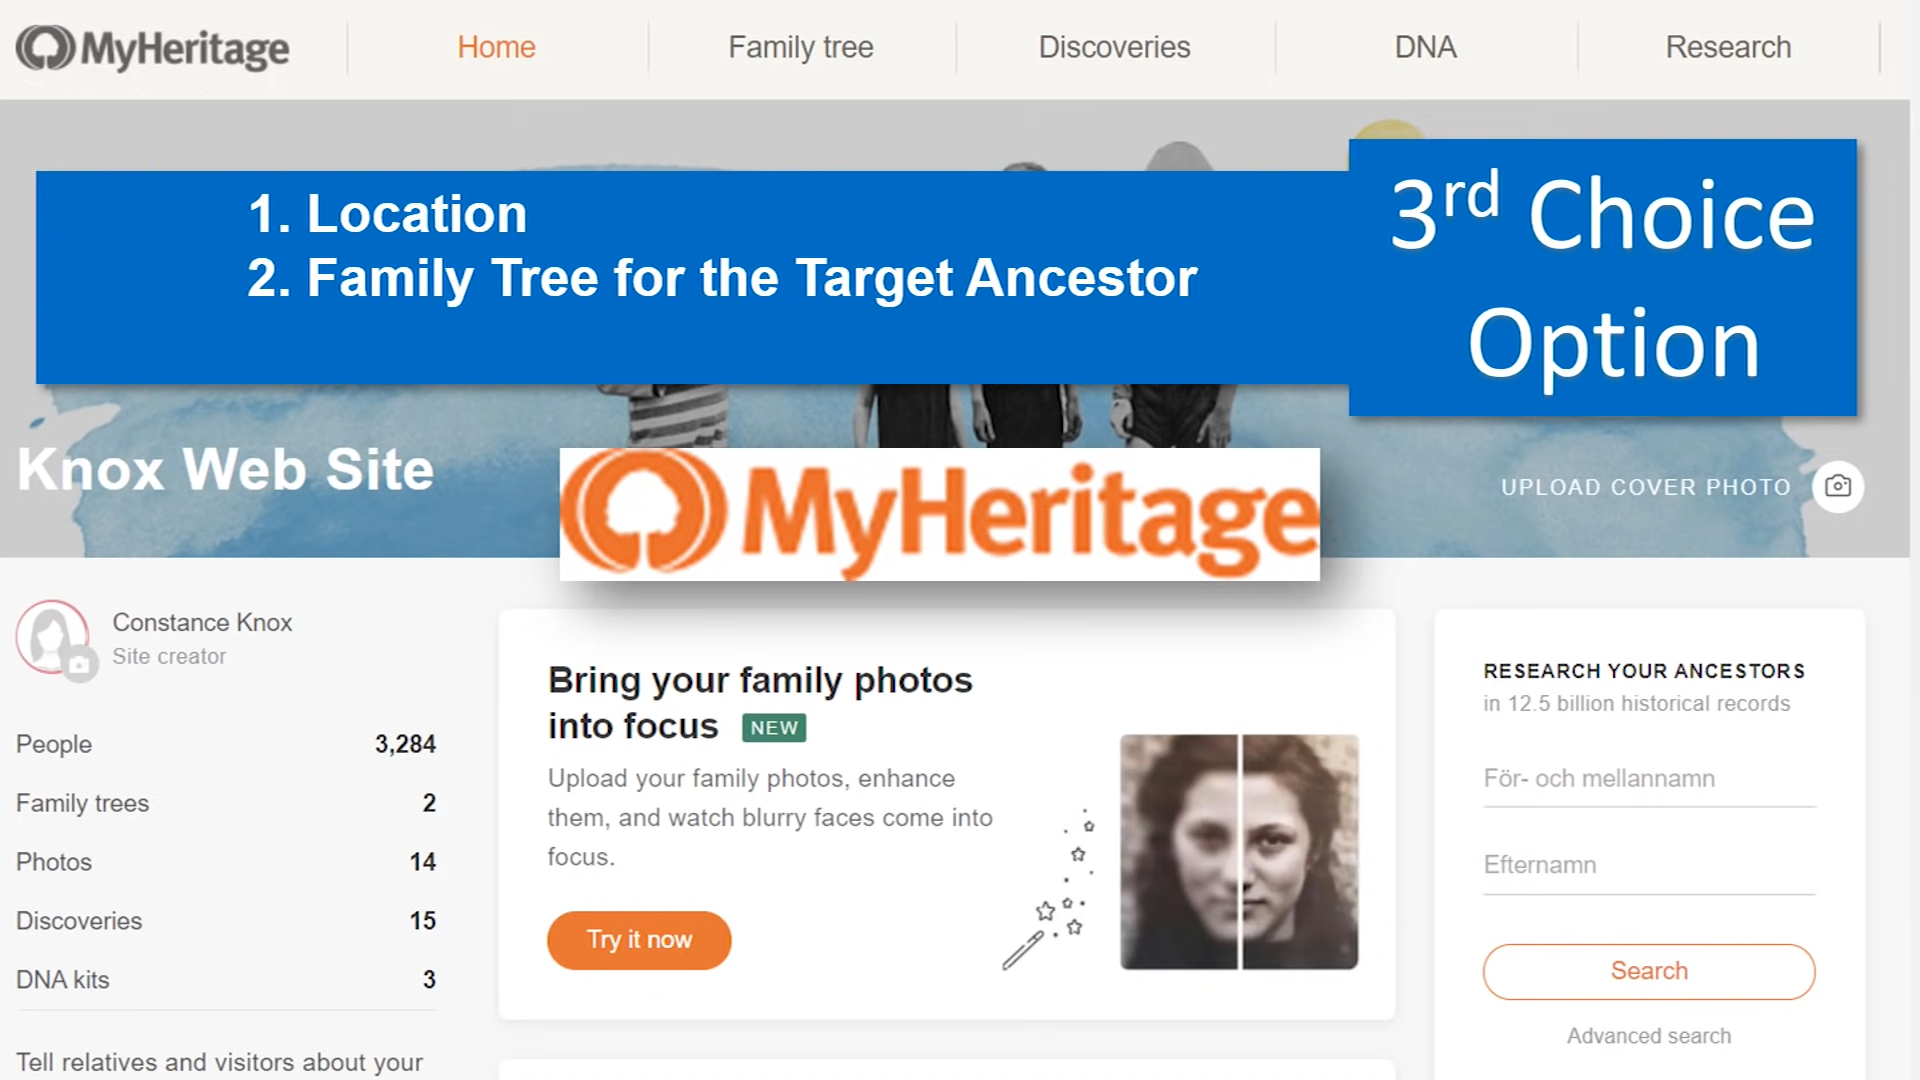 MyHeritage
Home
Family tree
Discoveries
DNA
Research
1. Location
2. Family Tree for the Target Ancestor
3rd Choice
Option
Knox Web Site
MyHeritage
UPLOAD COVER PHOTO
Constance Knox
Site creator
People 3,284
Family trees 2
Photos 14
Discoveries 15
DNA kits 3
Tell relatives and visitors about your
Bring your family photos
into focus NEW
Upload your family photos, enhance
them, and watch blurry faces come into
focus.
Try it now
RESEARCH YOUR ANCESTORS
in 12.5 billion historical records
För- och mellannamn
Efternamn
Search
Advanced search